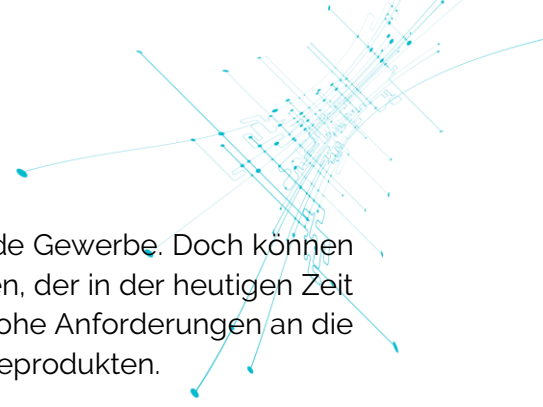 de Gewerbe. Doch können
en, der in der heutigen Zeit
ohe Anforderungen an die
eprodukten.